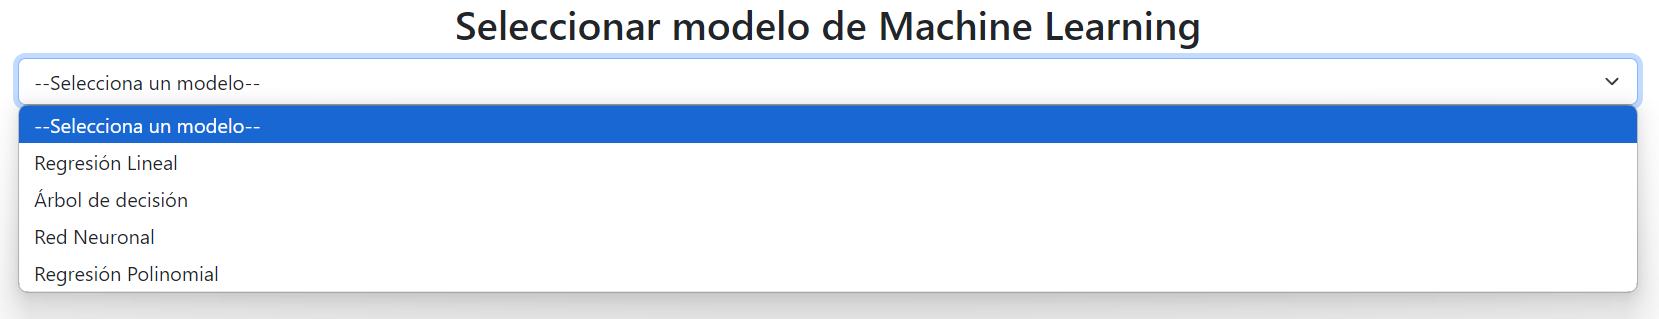 Seleccionar modelo de Machine Learning
--Selecciona un modelo--
--Selecciona un modelo--
Regresión Lineal
Árbol de decisión
Red Neuronal
Regresión Polinomial